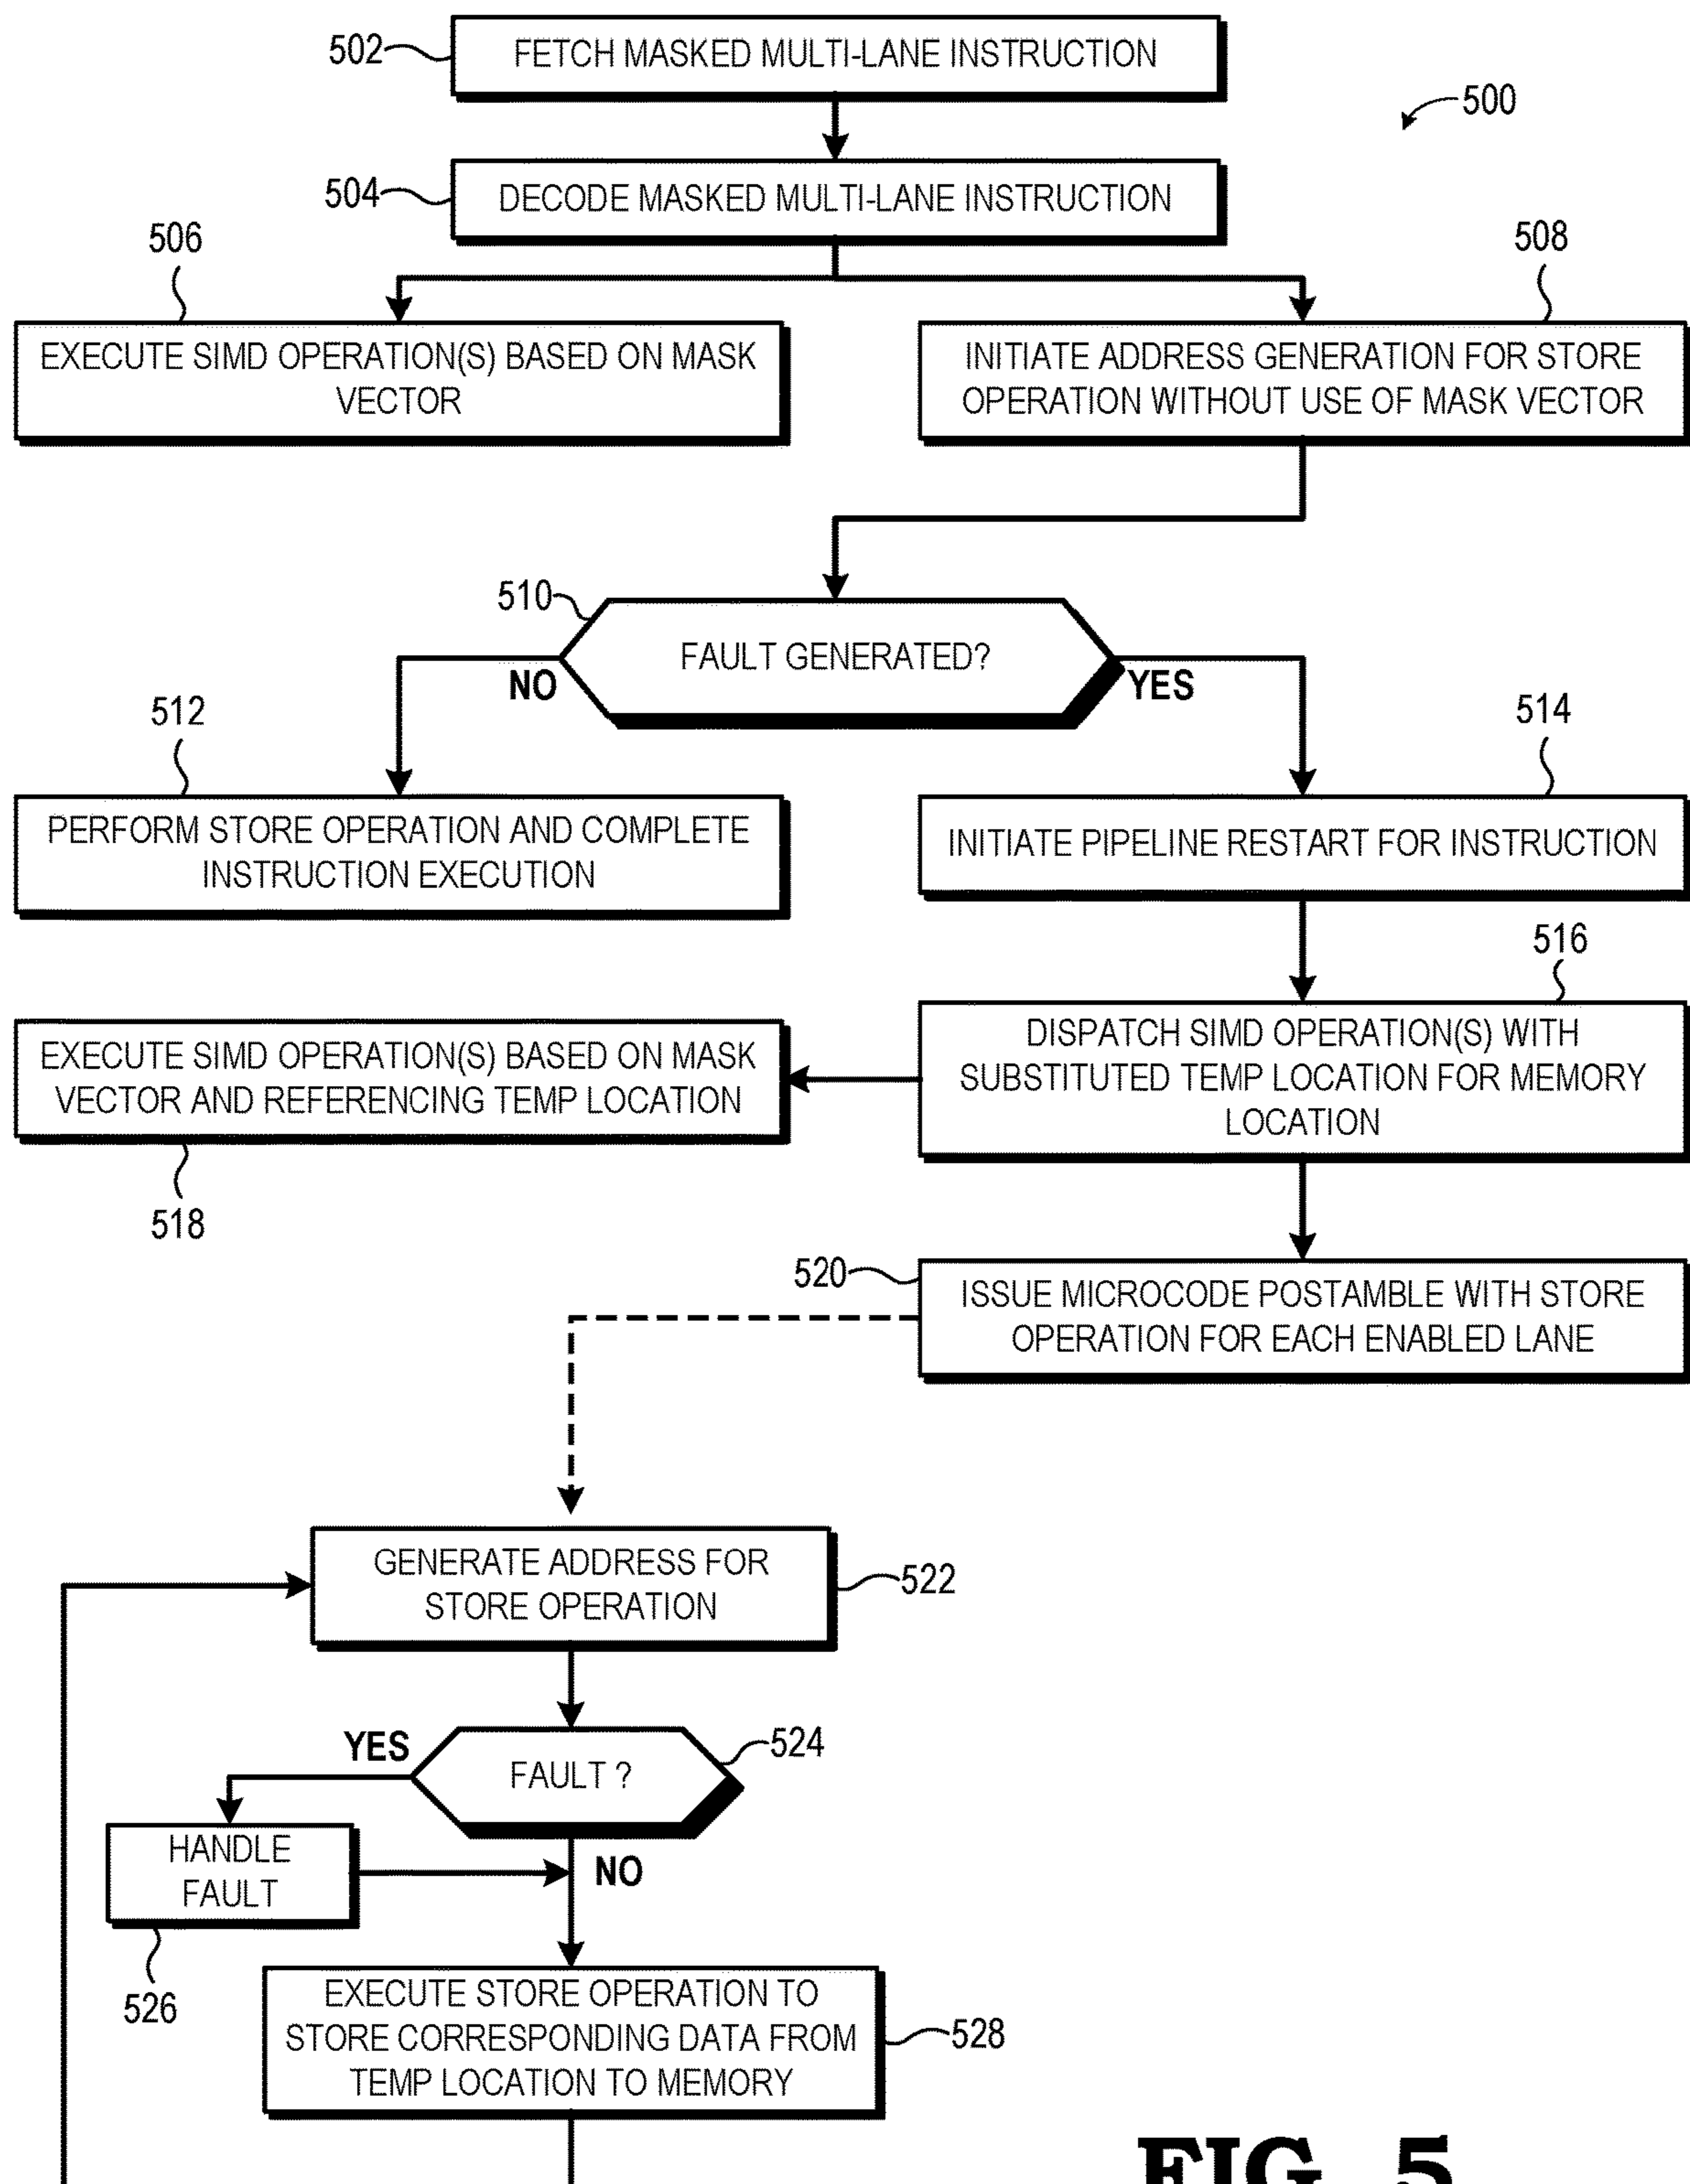 502
FETCH MASKED MULTI-LANE INSTRUCTION
500
504
DECODE MASKED MULTI-LANE INSTRUCTION
506
508
EXECUTE SIMD OPERATION(S) BASED ON MASK
VECTOR
INITIATE ADDRESS GENERATION FOR STORE
OPERATION WITHOUT USE OF MASK VECTOR
510
FAULT GENERATED?
NO
YES
512
514
PERFORM STORE OPERATION AND COMPLETE
INSTRUCTION EXECUTION
INITIATE PIPELINE RESTART FOR INSTRUCTION
516
DISPATCH SIMD OPERATION(S) WITH
SUBSTITUTED TEMP LOCATION FOR MEMORY
LOCATION
EXECUTE SIMD OPERATION(S) BASED ON MASK
VECTOR AND REFERENCING TEMP LOCATION
518
520
ISSUE MICROCODE POSTAMBLE WITH STORE
OPERATION FOR EACH ENABLED LANE
GENERATE ADDRESS FOR
STORE OPERATION
522
YES
FAULT ?
524
HANDLE
FAULT
NO
526
EXECUTE STORE OPERATION TO
STORE CORRESPONDING DATA FROM
TEMP LOCATION TO MEMORY
528
FIG. 5